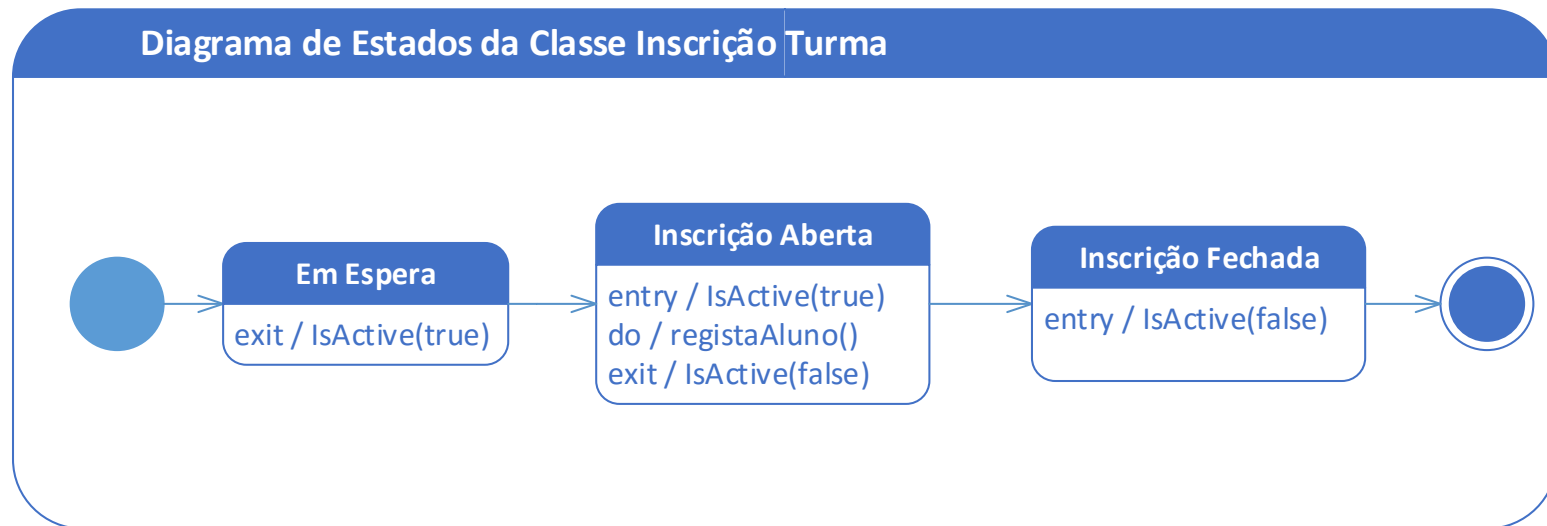 Diagrama de Estados da Classe Inscrição Turma
Em Espera
exit / IsActive(true)
Inscrição Aberta
entry / IsActive(true)
do / registaAluno()
exit / IsActive(false)
Inscrição Fechada
entry / IsActive(false)